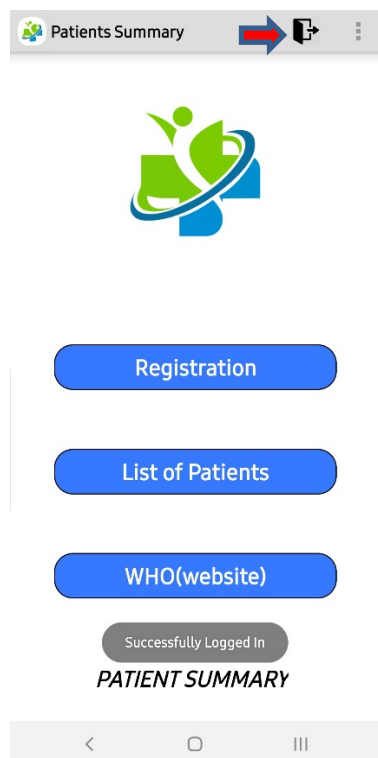 Patients Summary
Registration
List of Patients
WHO(website)
Successfully Logged In
PATIENT SUMMARY